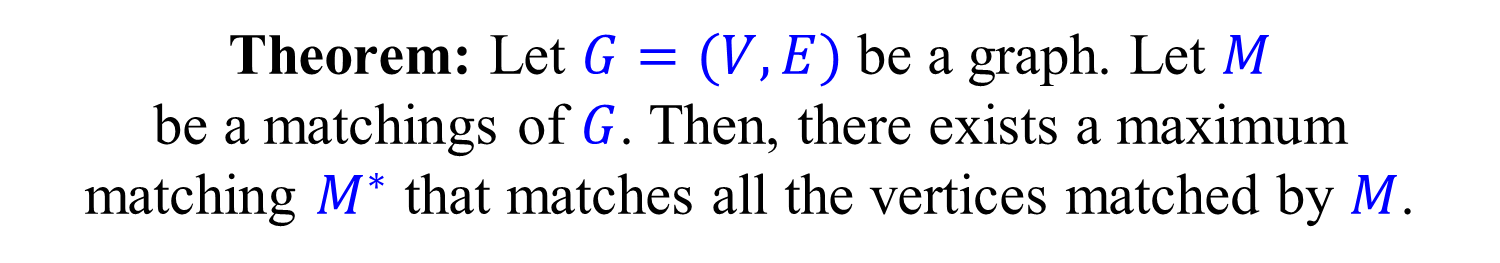 Theorem: Let G = (V, E) be a graph. Let M
be a matchings of G. Then, there exists a maximum
matching M* that matches all the vertices matched by M.